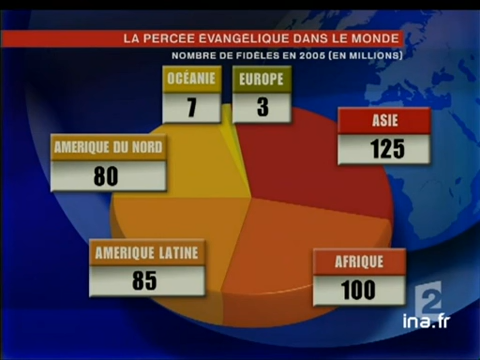 LA PERCÉE EVANGELIQUE DANS LE MONDE
NOMBRE DE FIDÈLES EN 2005 (EN MILLIONS)
OCÉANIE
7
EUROPE
3
ASIE
125
AMERIQUE DU NORD
80
AMERIQUE LATINE
85
AFRIQUE
100
2
ina.fr